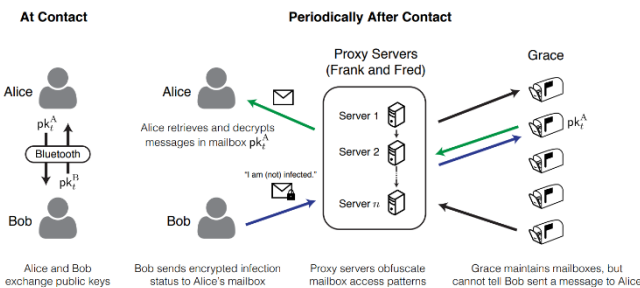 At Contact
Periodically After Contact
Alice
pk_t^A
Bluetooth
pk_t^B
Bob
Alice and Bob
exchange public keys
Alice
Alice retrieves and decrypts
messages in mailbox pk_t^A
"I am (not) infected."
Bob
Bob sends encrypted infection
status to Alice's mailbox
Proxy Servers
(Frank and Fred)
Server 1
Server 2
Server n
Proxy servers obfuscate
mailbox access patterns
Grace
pk_t^A
Grace maintains mailboxes, but
cannot tell Bob sent a message to Alice